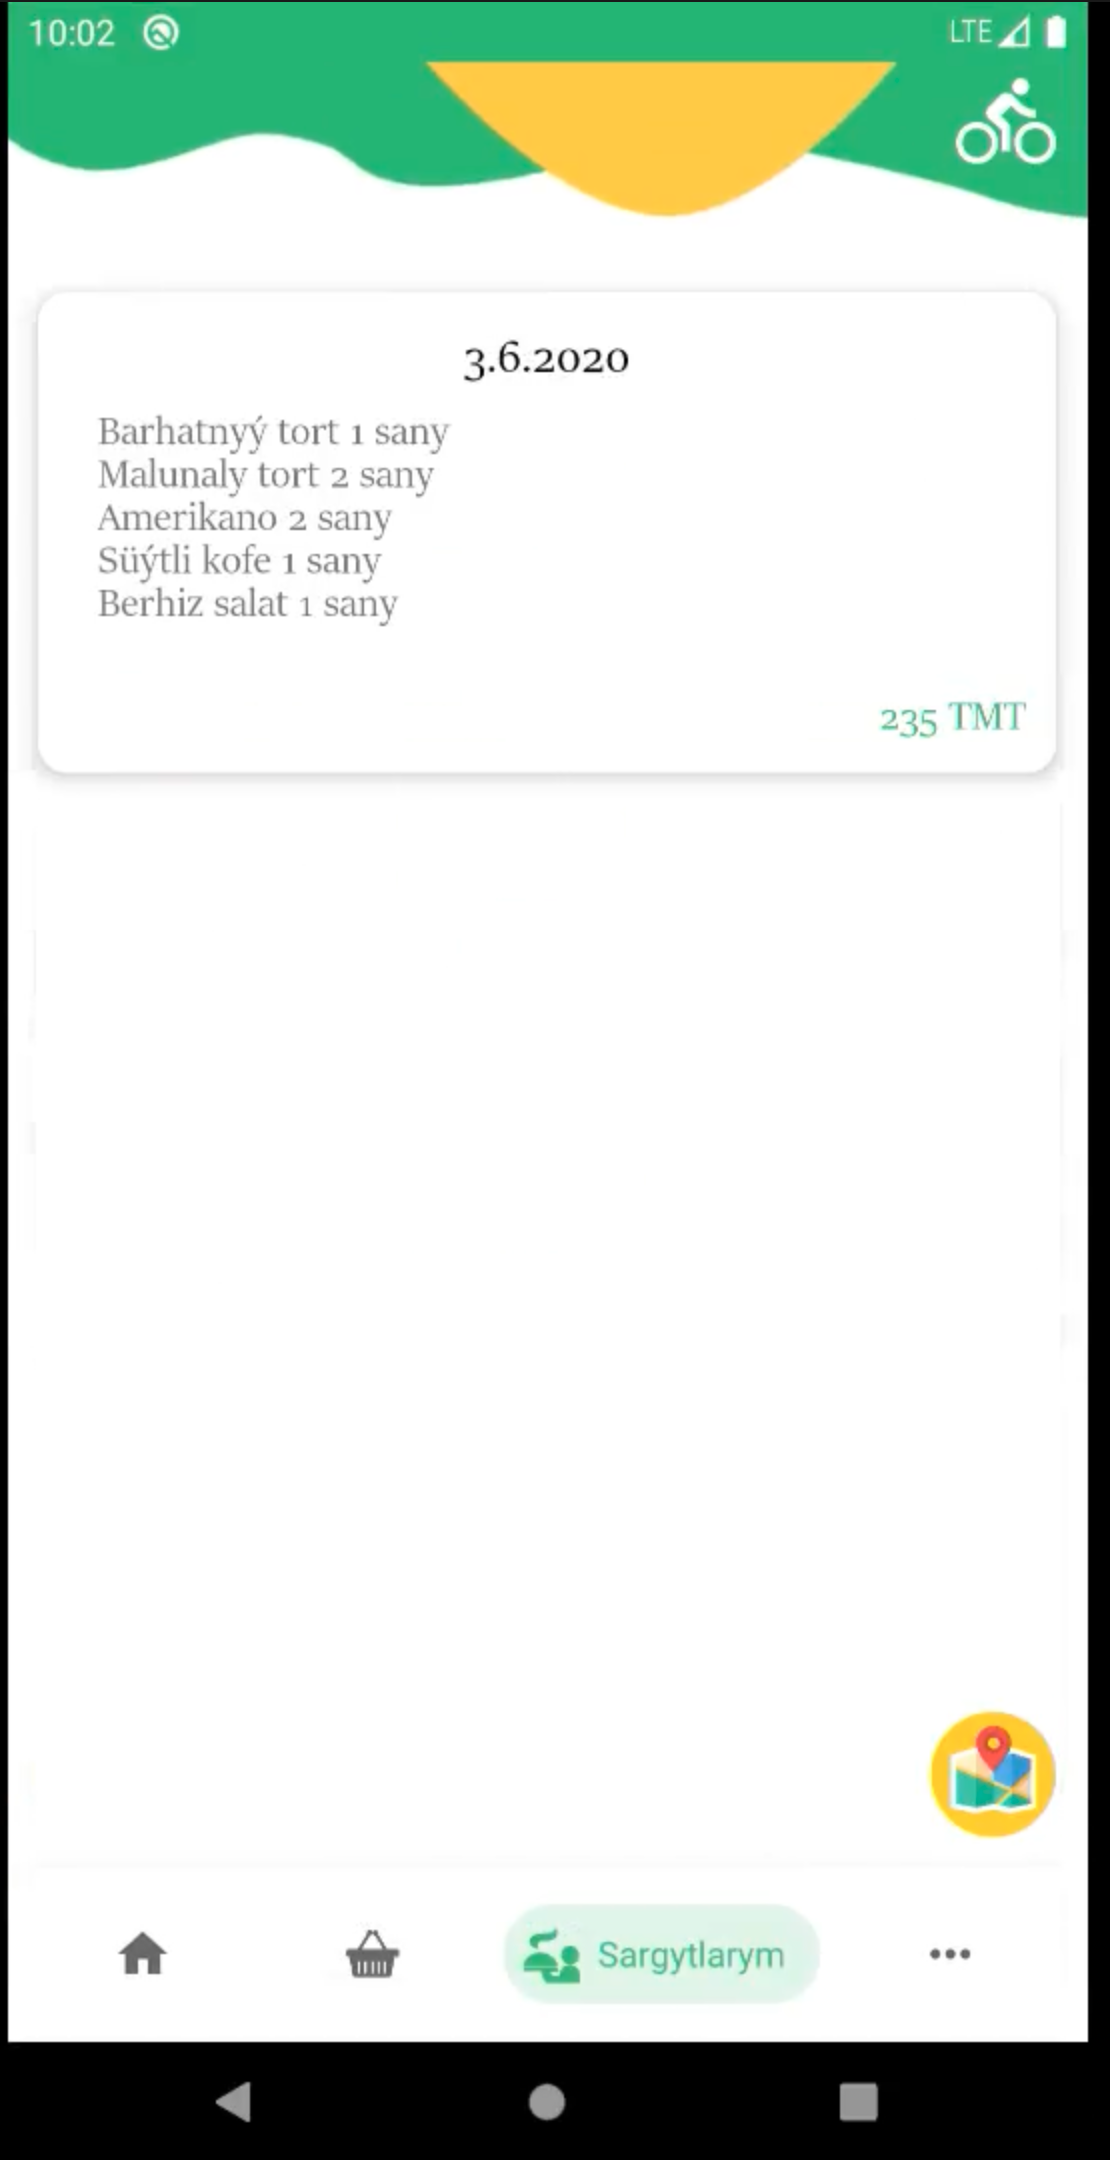 10:02
LTE
3.6.2020
Barhatnyý tort 1 sany
Malunaly tort 2 sany
Amerikano 2 sany
Süýtli kofe 1 sany
Berhiz salat 1 sany
235 TMT
Sargytlarym